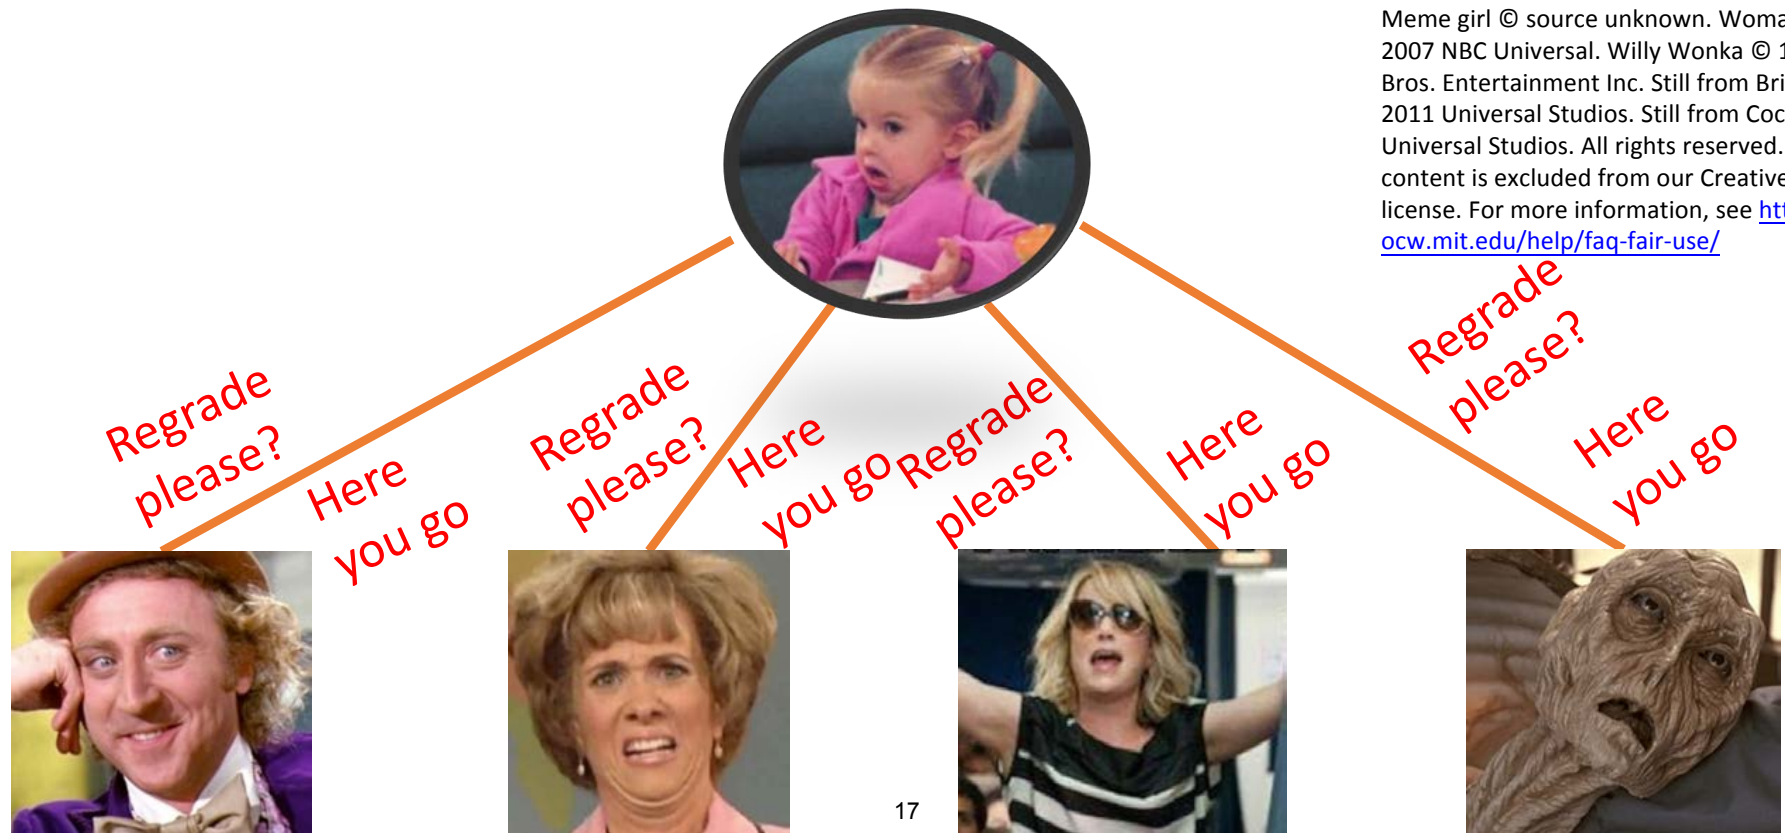 Meme girl © source unknown. Woma
2007 NBC Universal. Willy Wonka © 1
Bros. Entertainment Inc. Still from Bri
2011 Universal Studios. Still from Coc
Universal Studios. All rights reserved.
content is excluded from our Creative
license. For more information, see htt
ocw.mit.edu/help/faq-fair-use/
Regrade
please?
Here
you go
Regrade
please?
Here
you go
Regrade
please?
Here
you go
Regrade
please?
Here
you go
17